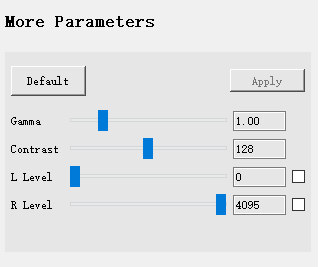 More Parameters
Default Apply
Gamma 1.00
Contrast 128
L Level 0
R Level 4095